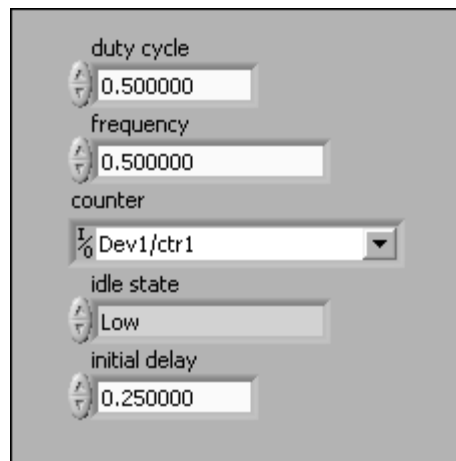 duty cycle
0.500000
frequency
0.500000
counter
I/O Dev1/ctr1
idle state
Low
initial delay
0.250000